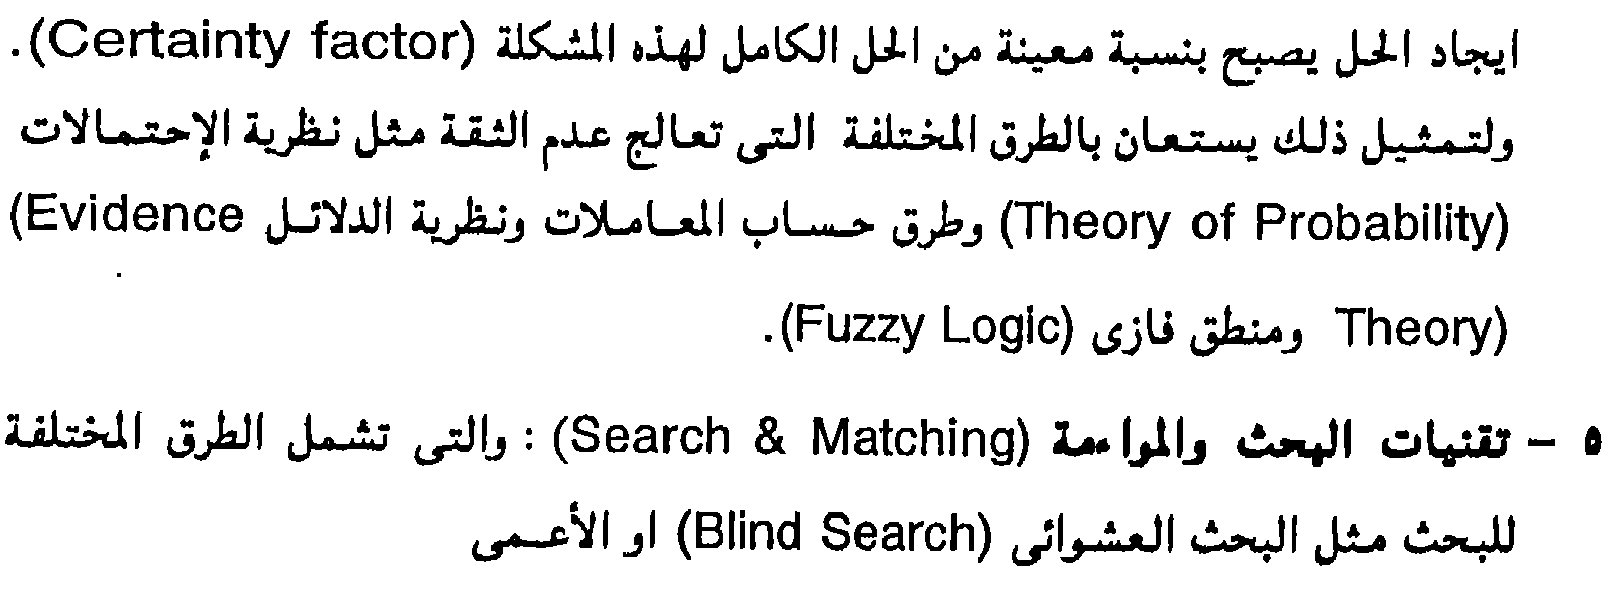 ايجاد الحل يصبح بنسبة معينة من الحل الكامل لهذه المشكلة (Certainty factor).
ولتمثيل ذلك يستعان بالطرق المختلفة التى تعالج عدم الثقة مثل نظرية الإحتمالات
(Theory of Probability) وطرق حساب المعاملات ونظرية الدلائل (Evidence
Theory) ومنطق فازى (Fuzzy Logic).
٥ – تقنيات البحث والمواءمة (Search & Matching) : والتى تشمل الطرق المختلفة
للبحث مثل البحث العشوائى (Blind Search) او الأعمى